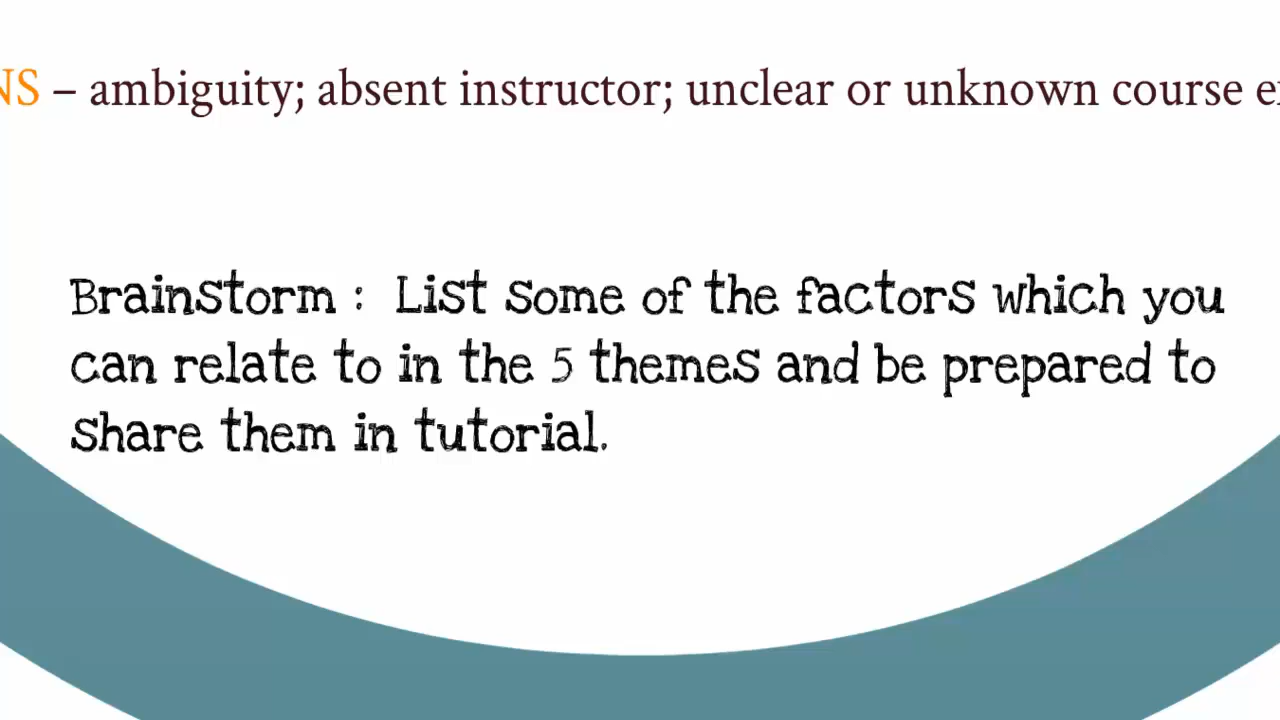 NS – ambiguity; absent instructor; unclear or unknown course e
Brainstorm : List some of the factors which you
can relate to in the 5 themes and be prepared to
share them in tutorial.